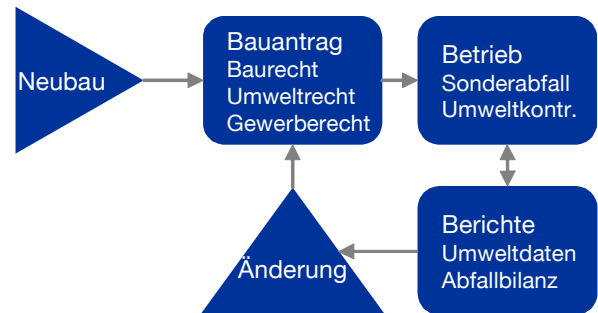 Neubau
Bauantrag
Baurecht
Umweltrecht
Gewerberecht
Betrieb
Sonderabfall
Umweltkontr.
Änderung
Berichte
Umweltdaten
Abfallbilanz